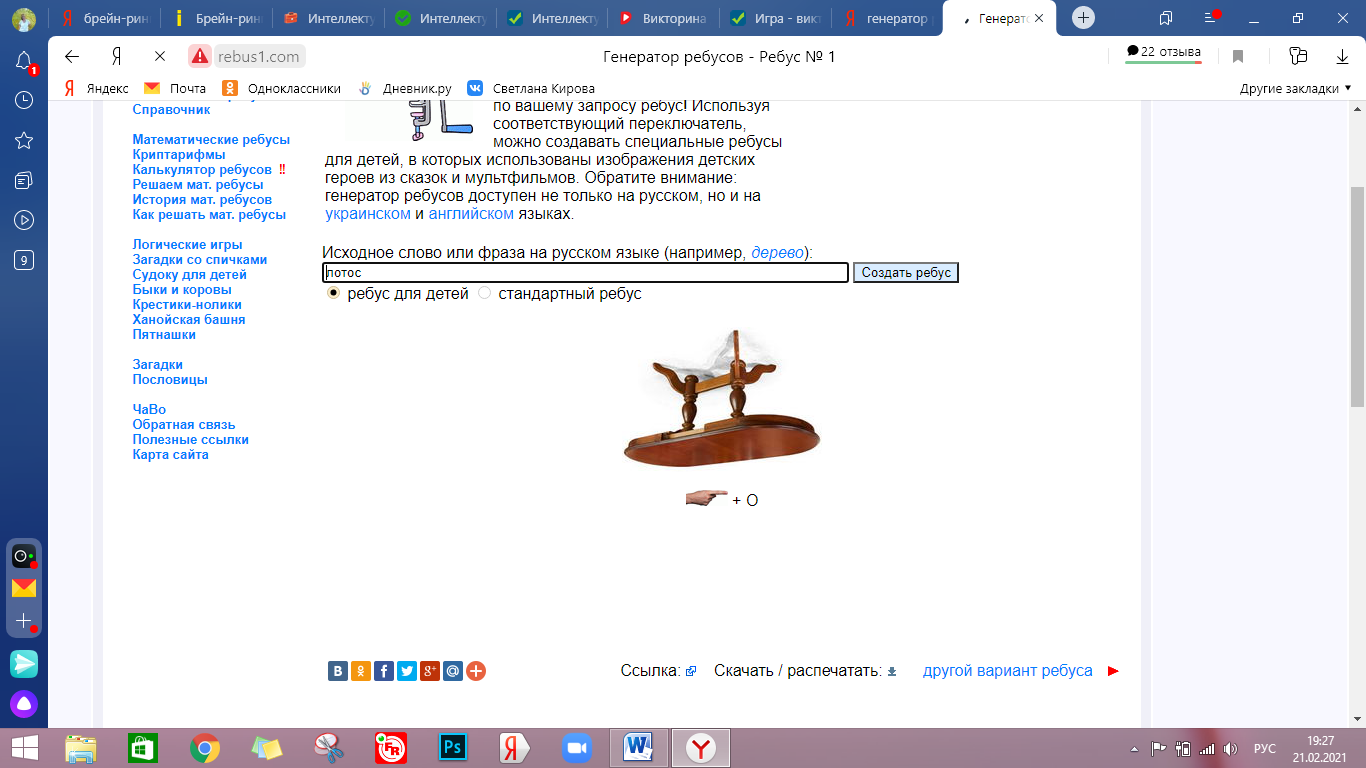 брейн-рин
Брейн-рин
Интеллекту
Интеллекту
Интеллекту
Викторина
Игра - викт
генератор
Генерато
rebus1.com
Генератор ребусов - Ребус № 1
22 отзыва
1
Яндекс
Почта
Одноклассники
Дневник.ру
Светлана Кирова
Другие закладки
9
Справочник
Математические ребусы
Криптарифмы
Калькулятор ребусов !!
Решаем мат. ребусы
История мат. ребусов
Как решать мат. ребусы
Логические игры
Загадки со спичками
Судоку для детей
Быки и коровы
Крестики-нолики
Ханойская башня
Пятнашки
Загадки
Пословицы
ЧаВо
Обратная связь
Полезные ссылки
Карта сайта
по вашему запросу ребус! Используя
соответствующий переключатель,
можно создавать специальные ребусы
для детей, в которых использованы изображения детских
героев из сказок и мультфильмов. Обратите внимание:
генератор ребусов доступен не только на русском, но и на
украинском и английском языках.
Исходное слово или фраза на русском языке (например, дерево):
лотос
Создать ребус
ребус для детей
стандартный ребус
+ О
Ссылка:
Скачать / распечатать:
другой вариант ребуса
РУС
19:27
21.02.2021